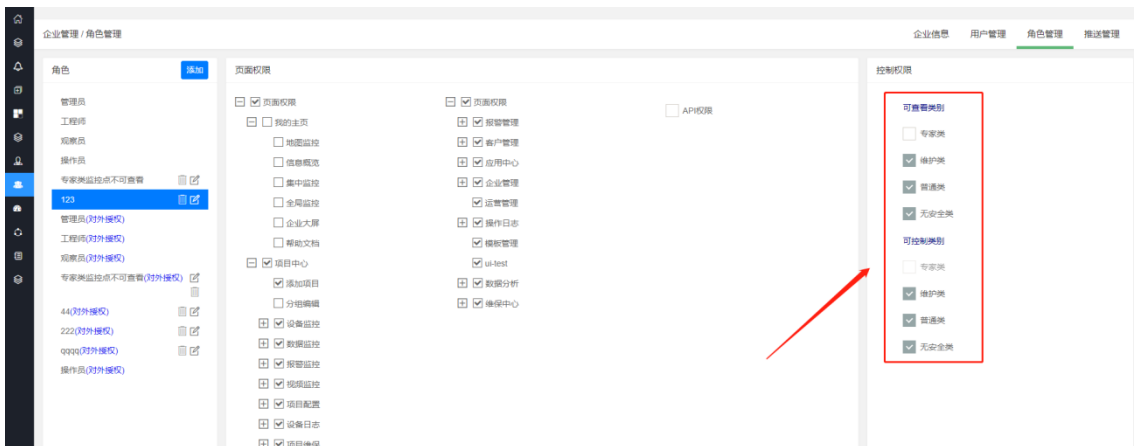 企业管理 / 角色管理
企业信息
用户管理
角色管理
推送管理
角色
添加
管理员
工程师
观察员
操作员
专家类监控点不可查看
123
管理员(对外授权)
工程师(对外授权)
观察员(对外授权)
专家类监控点不可查看(对外授权)
44(对外授权)
222(对外授权)
qqqq(对外授权)
操作员(对外授权)
页面权限
页面权限
我的主页
地图监控
信息概览
集中监控
全局监控
企业大屏
帮助文档
项目中心
添加项目
分组编辑
设备监控
数据监控
报警监控
视频监控
项目配置
设备日志
项目维保
页面权限
报警管理
客户管理
应用中心
企业管理
运营管理
操作日志
模板管理
ui-test
数据分析
维保中心
API权限
控制权限
可查看类别
专家类
维护类
普通类
无安全类
可控制类别
专家类
维护类
普通类
无安全类